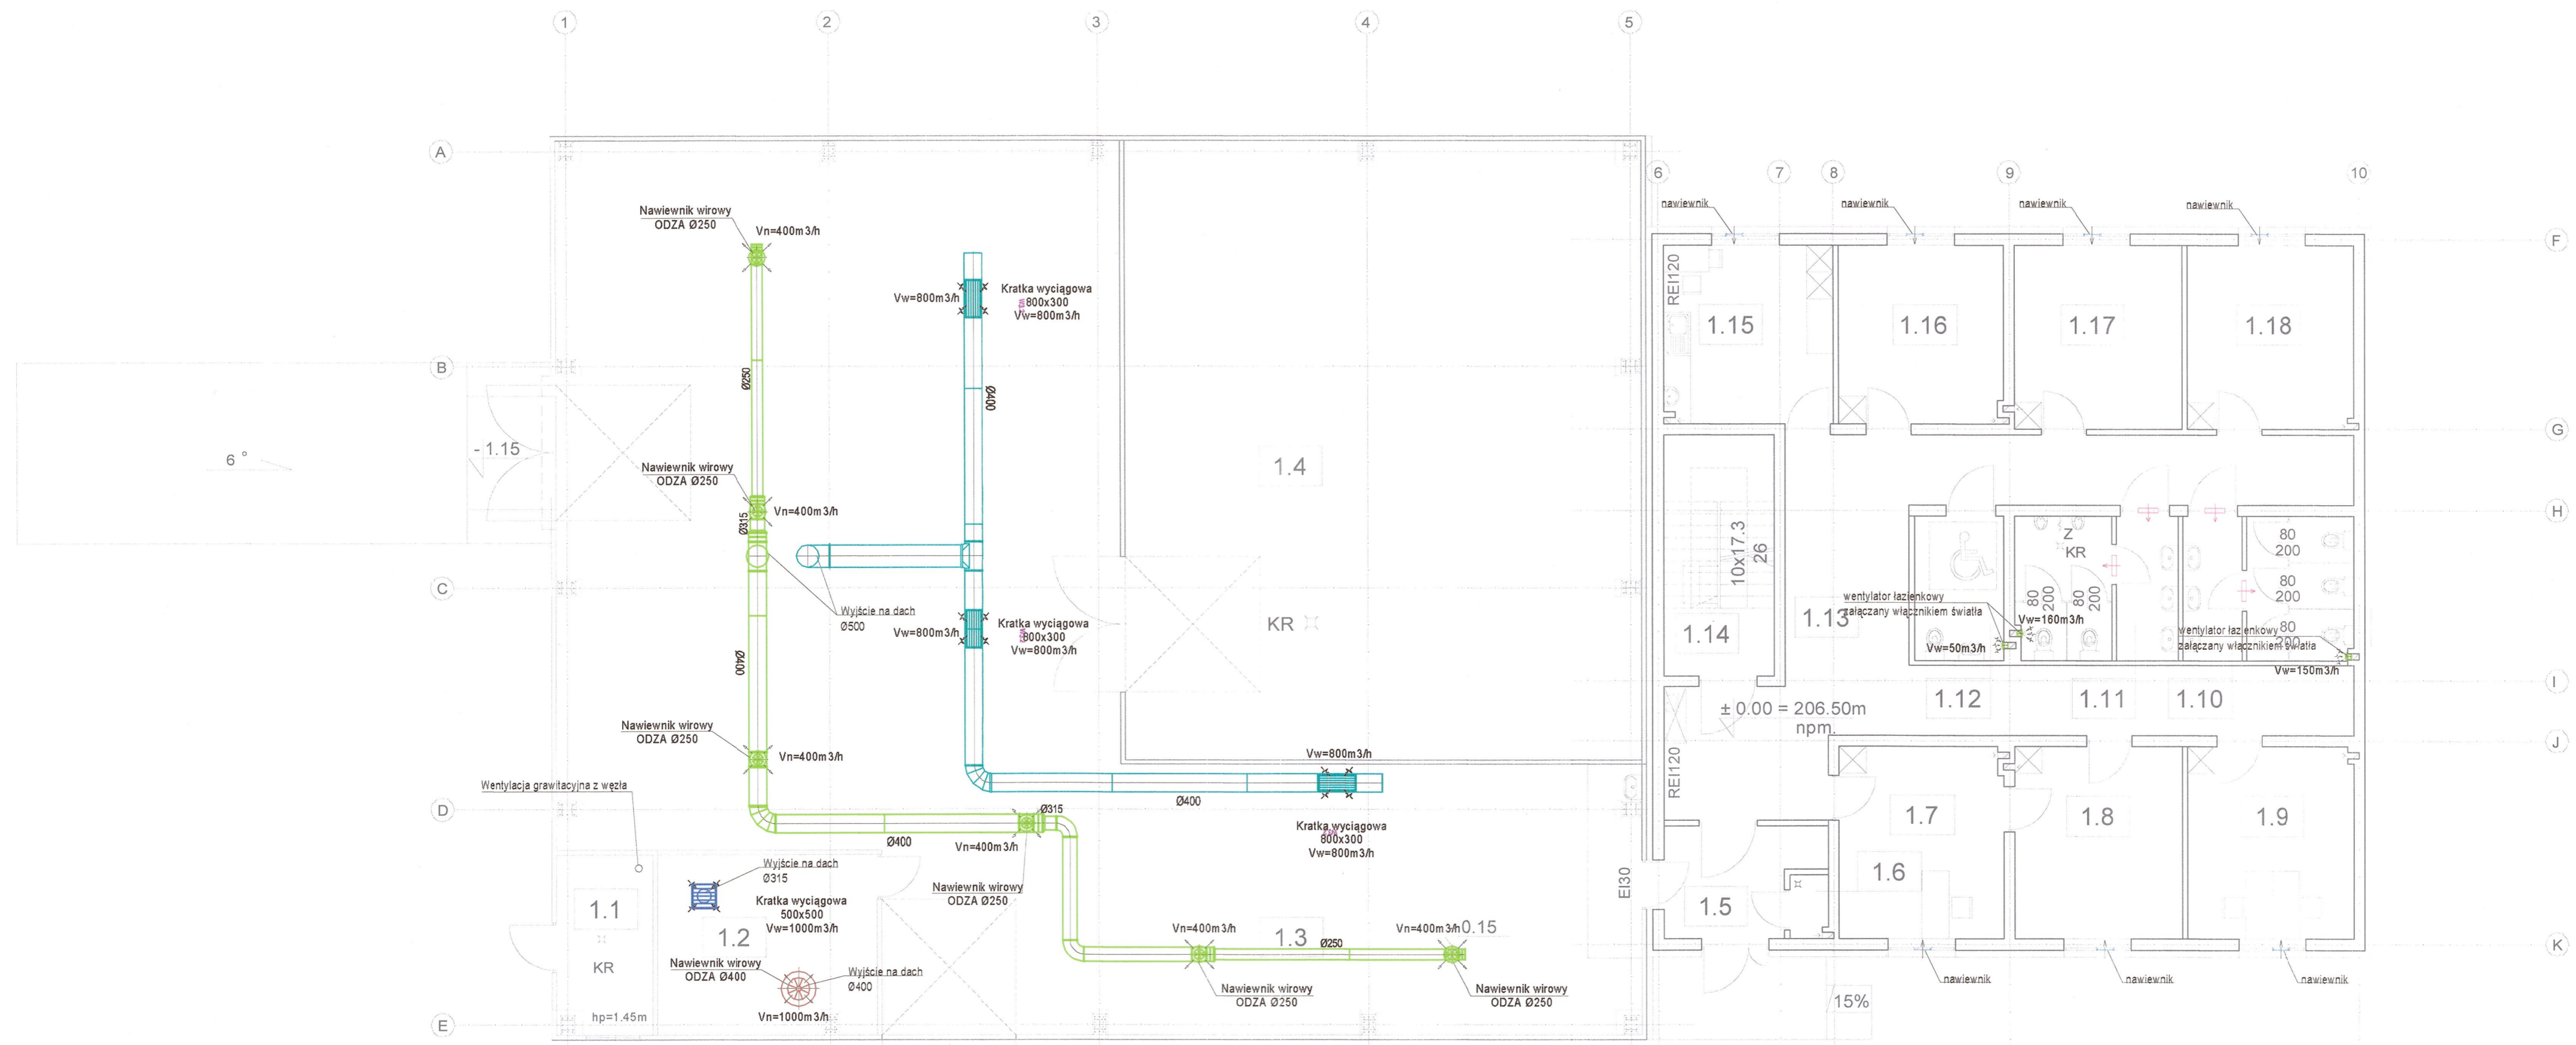 1
2
3
4
5
A
6
7
8
9
10
nawiewnik
nawiewnik
nawiewnik
nawiewnik
Nawiewnik wirowy
ODZA Ø250
Vn=400m3/h
F
REI120
Kratka wyciągowa
Vw=800m3/h
800x300
Vw=800m3/h
1.15
1.16
1.17
1.18
B
Ø250
Ø400
G
6 °
- 1.15
Nawiewnik wirowy
ODZA Ø250
1.4
Vn=400m3/h
Ø315
H
10x17.3
26
Z
KR
80
200
C
80
200
80
200
80
200
Wyjście na dach
Ø500
wentylator łazienkowy
załączany włącznikiem światła
Vw=160m3/h
1.13
1.14
KR
Kratka wyciągowa
Vw=800m3/h
800x300
Vw=800m3/h
80
200
wentylator łazienkowy
załączany włącznikiem światła
Vw=50m3/h
Vw=150m3/h
Ø400
I
1.12
1.11
1.10
± 0.00 = 206.50m
npm.
Nawiewnik wirowy
ODZA Ø250
Vn=400m3/h
Vw=800m3/h
J
REI120
Wentylacja grawitacyjna z węzła
Ø400
D
Ø315
Kratka wyciągowa
800x300
Vw=800m3/h
1.7
1.8
1.9
Ø400
Vn=400m3/h
Wyjście na dach
Ø315
1.6
EI30
Nawiewnik wirowy
ODZA Ø250
Kratka wyciągowa
500x500
Vw=1000m3/h
1.1
1.5
1.2
Vn=400m3/h
1.3
Ø250
Vn=400m3/h
0.15
K
KR
Nawiewnik wirowy
ODZA Ø400
Wyjście na dach
Ø400
nawiewnik
nawiewnik
nawiewnik
Nawiewnik wirowy
ODZA Ø250
Nawiewnik wirowy
ODZA Ø250
15%
hp=1.45m
Vn=1000m3/h
E